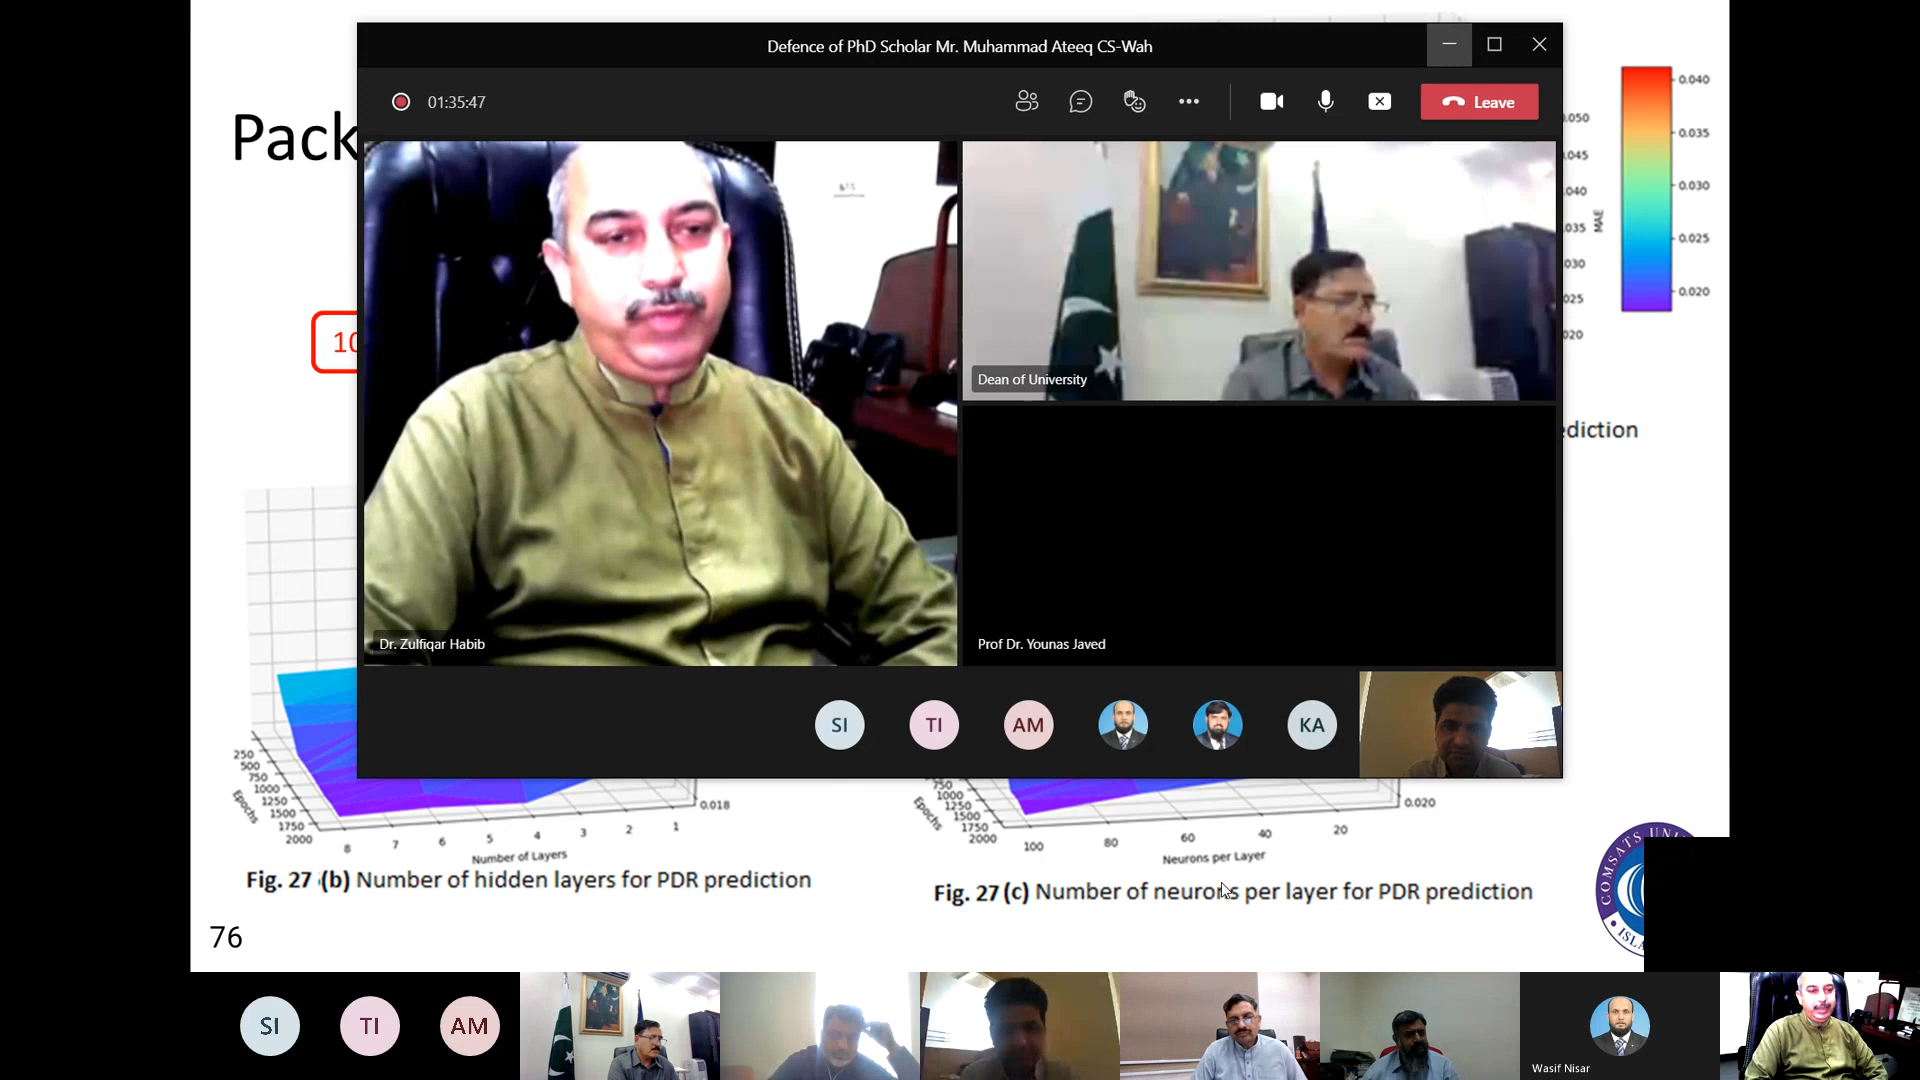 Defence of PhD Scholar Mr. Muhammad Ateeq CS-Wah
01:35:47
Leave
Pack
10
Dr. Zulfiqar Habib
Dean of University
Prof Dr. Younas Javed
SI
TI
AM
KA
0.040
0.035
0.030
0.025
0.020
.050
.045
.040
.035
.030
.025
.020
MAE
ediction
250
500
750
1000
1250
1500
1750
2000
Epochs
8
7
6
5
4
3
2
1
Number of Layers
0.018
Fig. 27 (b) Number of hidden layers for PDR prediction
750
1000
1250
1500
1750
2000
Epochs
100
80
60
40
20
Neurons per Layer
0.020
Fig. 27 (c) Number of neurons per layer for PDR prediction
76
COMSATS UNI
ISL
SI
TI
AM
Wasif Nisar